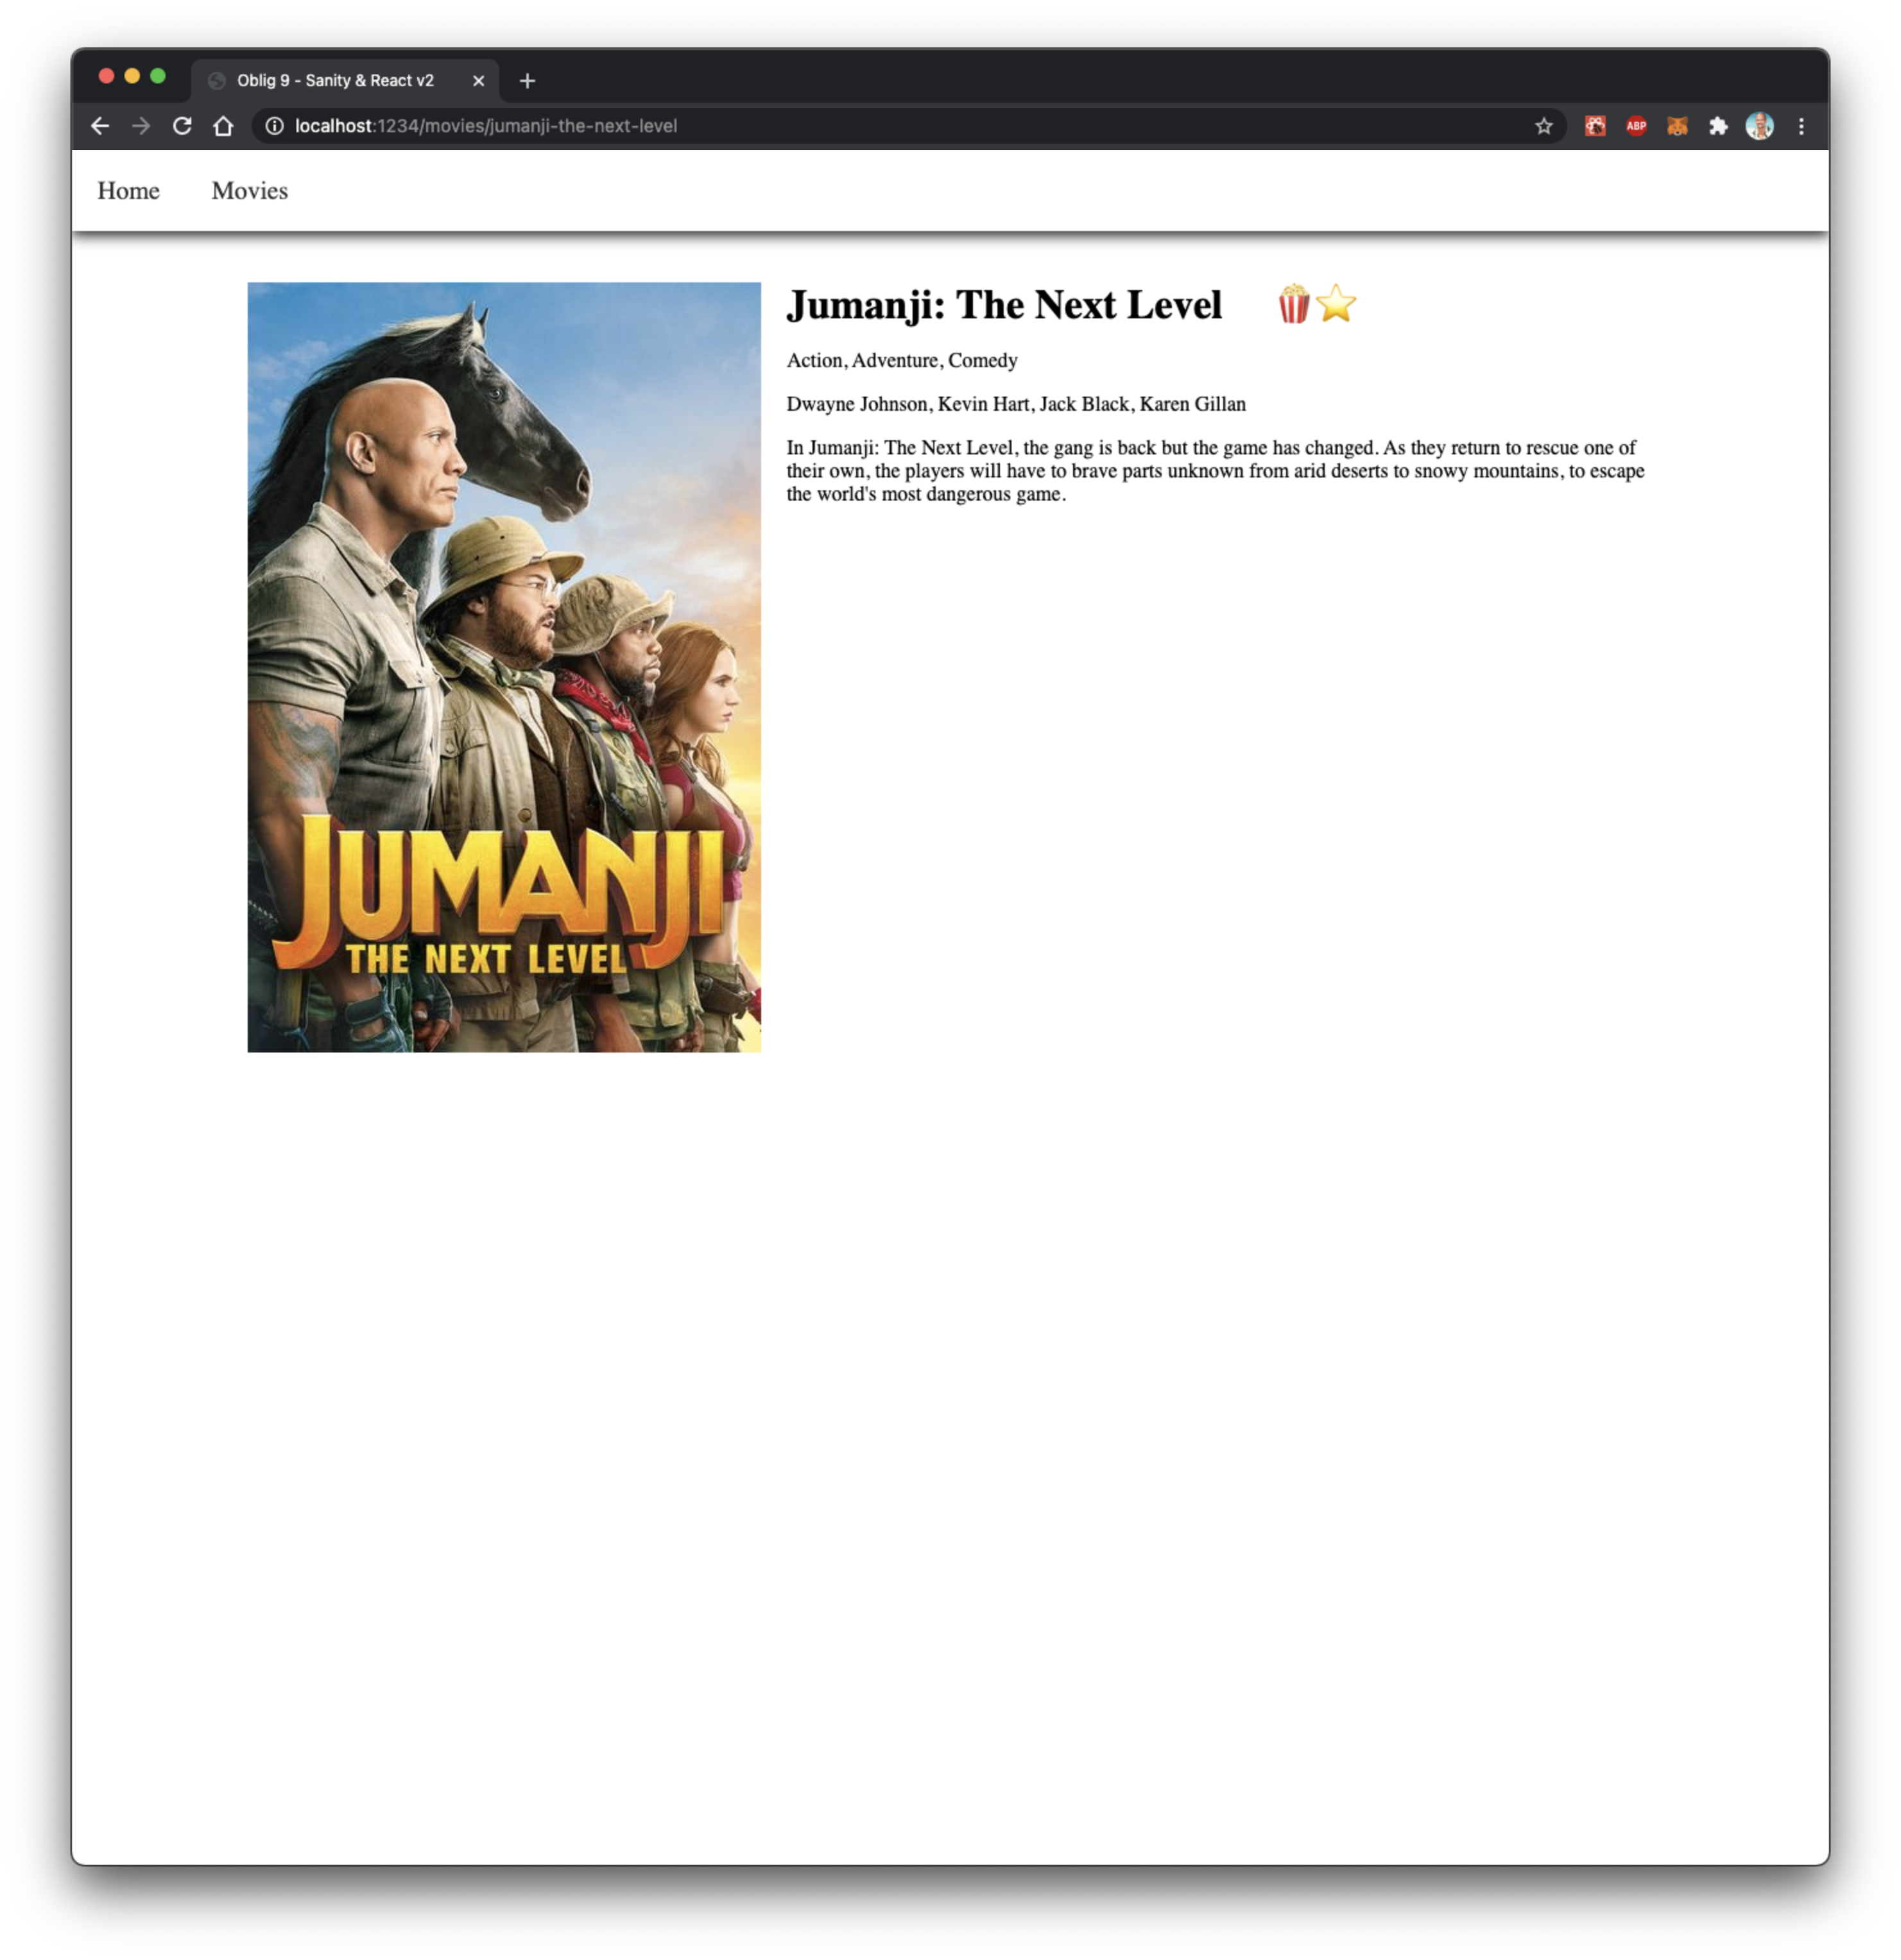 Oblig 9 - Sanity & React v2
localhost:1234/movies/jumanji-the-next-level
ABP
Home Movies
Jumanji: The Next Level 🍿⭐
Action, Adventure, Comedy
Dwayne Johnson, Kevin Hart, Jack Black, Karen Gillan
In Jumanji: The Next Level, the gang is back but the game has changed. As they return to rescue one of
their own, the players will have to brave parts unknown from arid deserts to snowy mountains, to escape
the world's most dangerous game.
JUMANJI
THE NEXT LEVEL